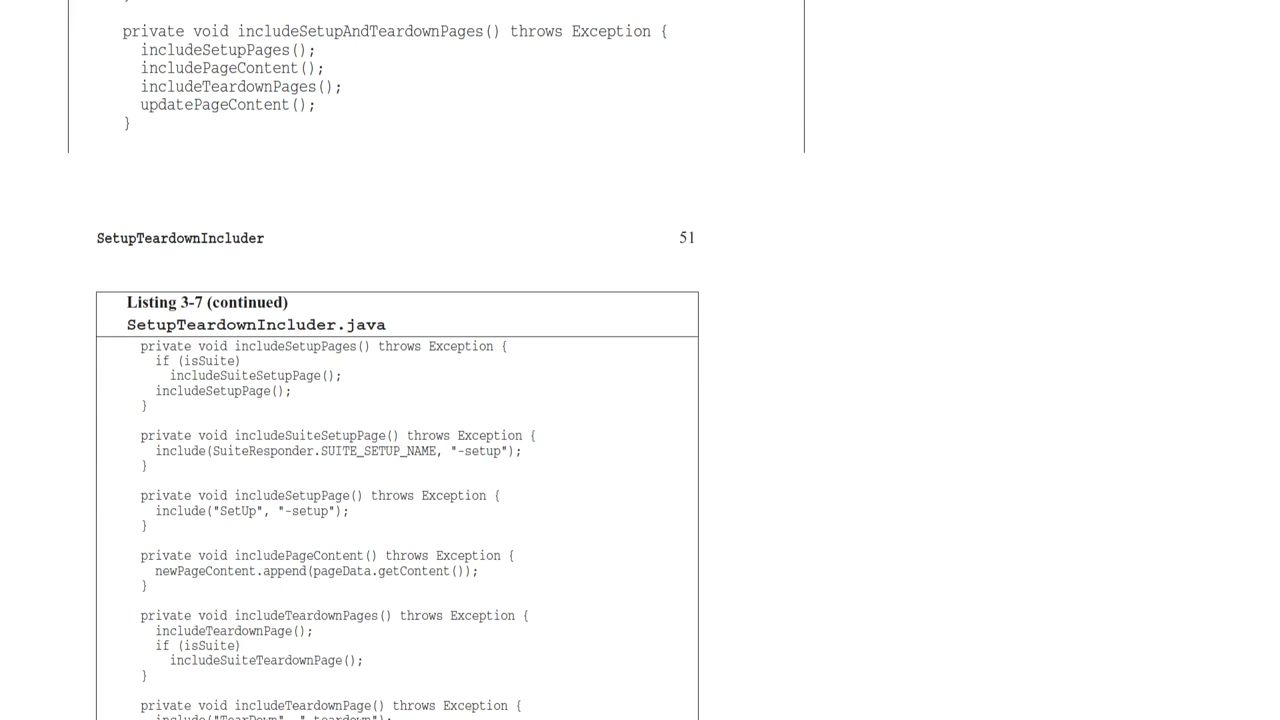 private void includeSetupAndTeardownPages() throws Exception {
includeSetupPages();
includePageContent();
includeTeardownPages();
updatePageContent();
}
SetupTeardownIncluder 51
Listing 3-7 (continued)
SetupTeardownIncluder.java
private void includeSetupPages() throws Exception {
if (isSuite)
includeSuiteSetupPage();
includeSetupPage();
}
private void includeSuiteSetupPage() throws Exception {
include(SuiteResponder.SUITE_SETUP_NAME, "-setup");
}
private void includeSetupPage() throws Exception {
include("SetUp", "-setup");
}
private void includePageContent() throws Exception {
newPageContent.append(pageData.getContent());
}
private void includeTeardownPages() throws Exception {
includeTeardownPage();
if (isSuite)
includeSuiteTeardownPage();
}
private void includeTeardownPage() throws Exception {
include("TearDown", "-teardown");